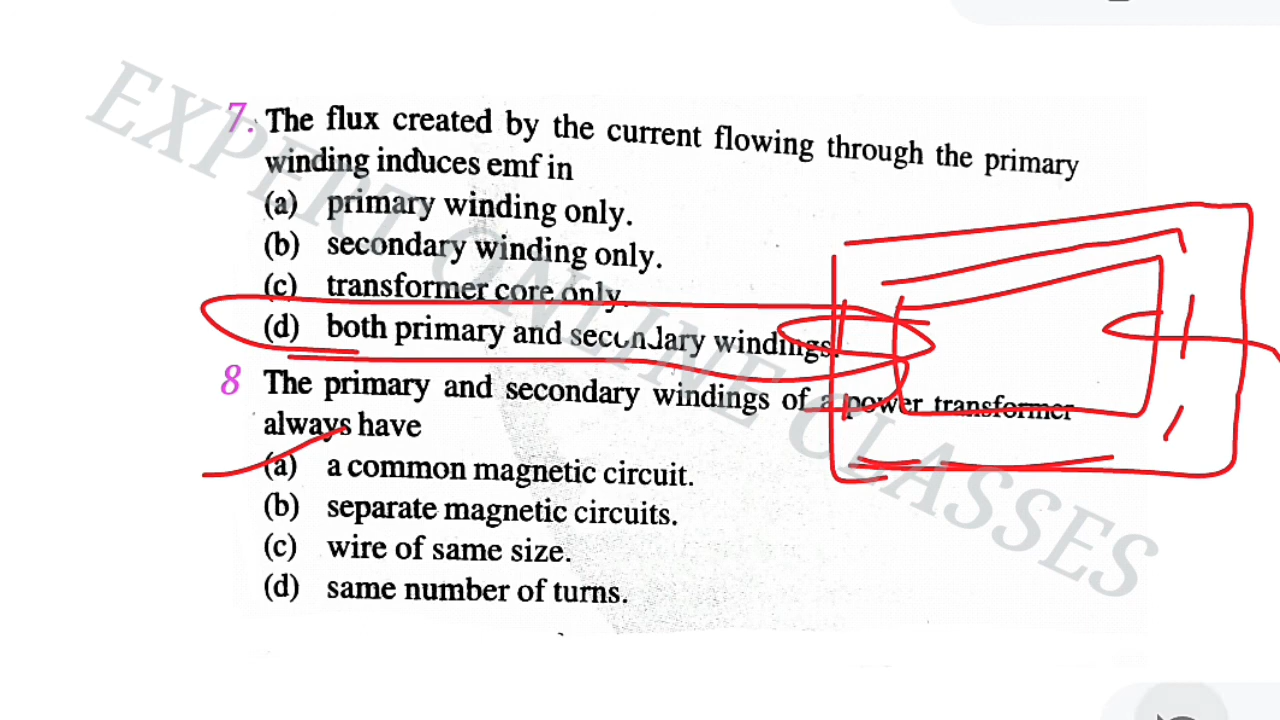 7. The flux created by the current flowing through the primary
winding induces emf in
(a) primary winding only.
(b) secondary winding only.
(c) transformer core only.
(d) both primary and secondary windings.
8 The primary and secondary windings of a power transformer
always have
(a) a common magnetic circuit.
(b) separate magnetic circuits.
(c) wire of same size.
(d) same number of turns.
EXPERT ONLINE CLASSES